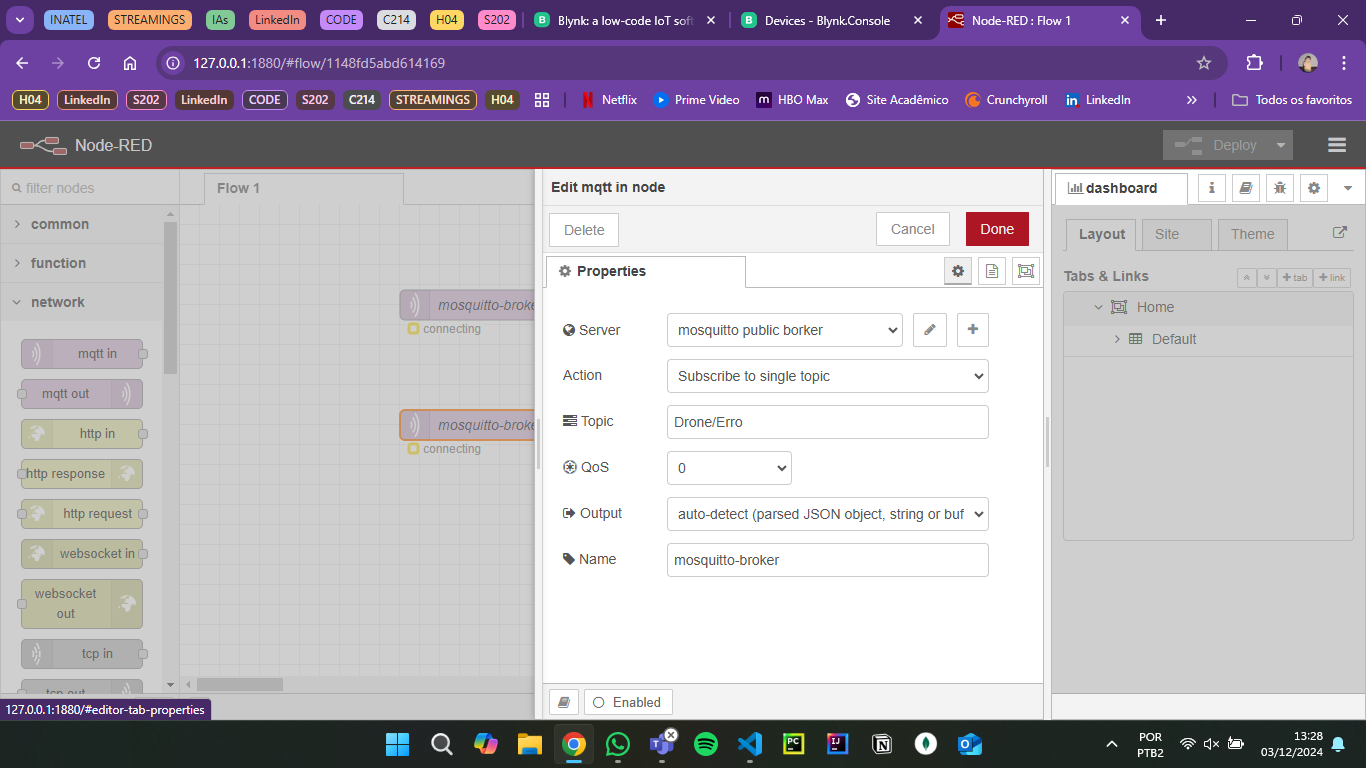 INATEL STREAMINGS IAs LinkedIn CODE C214 H04 S202 Blynk: a low-code IoT soft Devices - Blynk.Console Node-RED : Flow 1
127.0.0.1:1880/#flow/1148fd5abd614169
H04 LinkedIn S202 LinkedIn CODE S202 C214 STREAMINGS H04 Netflix Prime Video HBO Max Site Acadêmico Crunchyroll LinkedIn Todos os favoritos
Node-RED Deploy
filter nodes
common
function
network
mqtt in
mqtt out
http in
http response
http request
websocket in
websocket
out
tcp in
tcp out
Flow 1
mosquitto-broke
connecting
mosquitto-broke
connecting
Edit mqtt in node
Delete Cancel Done
Properties
Server mosquitto public borker
Action Subscribe to single topic
Topic Drone/Erro
QoS 0
Output auto-detect (parsed JSON object, string or buf
Name mosquitto-broker
Enabled
dashboard
Layout Site Theme
Tabs & Links tab link
Home
Default
127.0.0.1:1880/#editor-tab-properties
POR
PTB2
13:28
03/12/2024